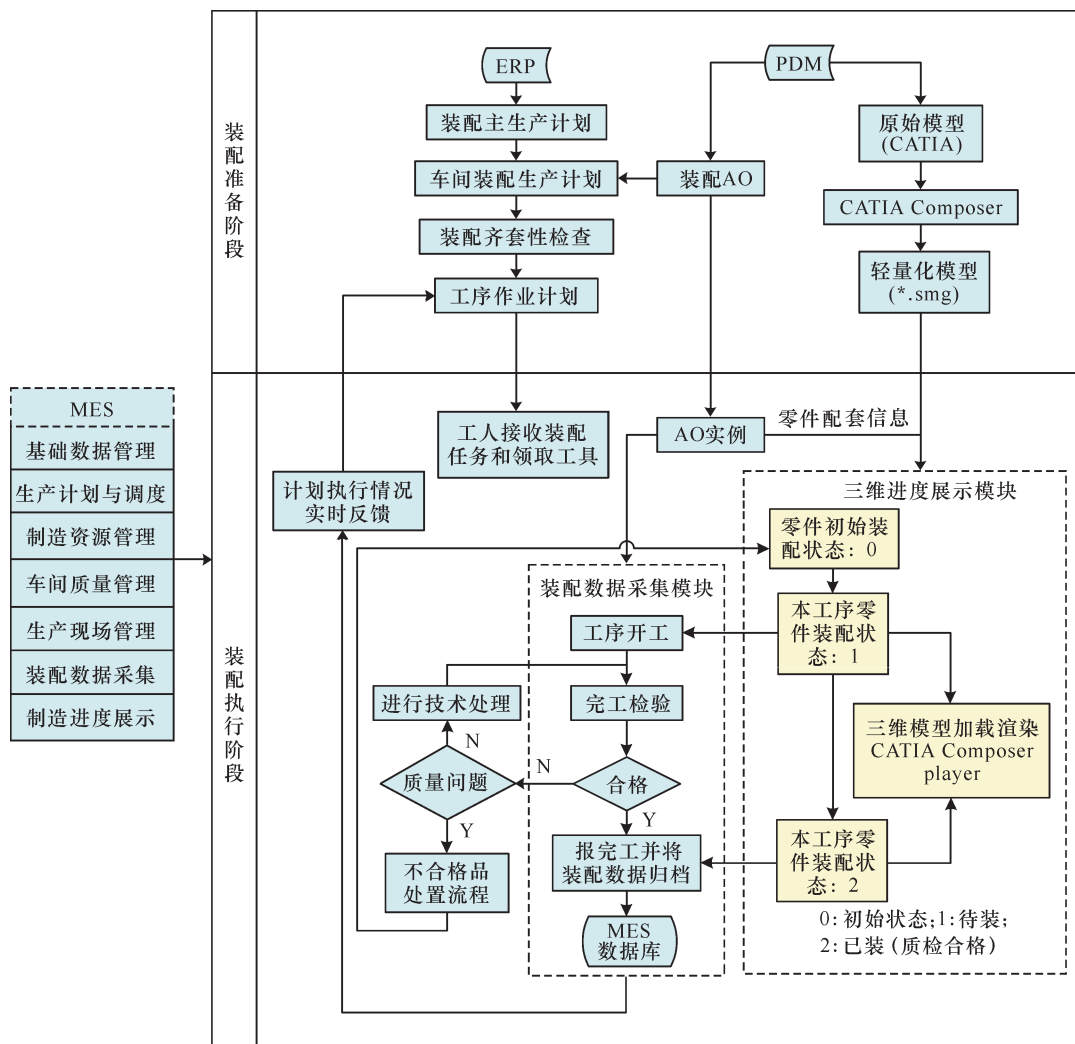 装配准备阶段
ERP
PDM
装配主生产计划
原始模型
(CATIA)
车间装配生产计划
装配AO
CATIA Composer
装配齐套性检查
轻量化模型
(*.smg)
工序作业计划
MES
基础数据管理
生产计划与调度
制造资源管理
车间质量管理
生产现场管理
装配数据采集
制造进度展示
装配执行阶段
工人接收装配
任务和领取工具
AO实例
零件配套信息
计划执行情况
实时反馈
三维进度展示模块
零件初始装
配状态：0
装配数据采集模块
工序开工
本工序零
件装配状
态：1
进行技术处理
完工检验
三维模型加载渲染
CATIA Composer
player
N
质量问题
N
合格
Y
Y
不合格品
处置流程
报完工并将
装配数据归档
本工序零
件装配状
态：2
MES
数据库
0:初始状态;1:待装;
2:已装(质检合格)